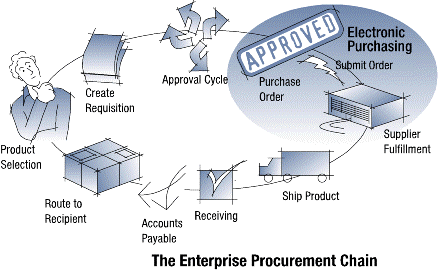 APPROVED
Electronic
Purchasing
Submit Order
Approval Cycle
Purchase
Order
Create
Requisition
Supplier
Fulfillment
Product
Selection
Ship Product
Route to
Recipient
Receiving
Accounts
Payable
The Enterprise Procurement Chain